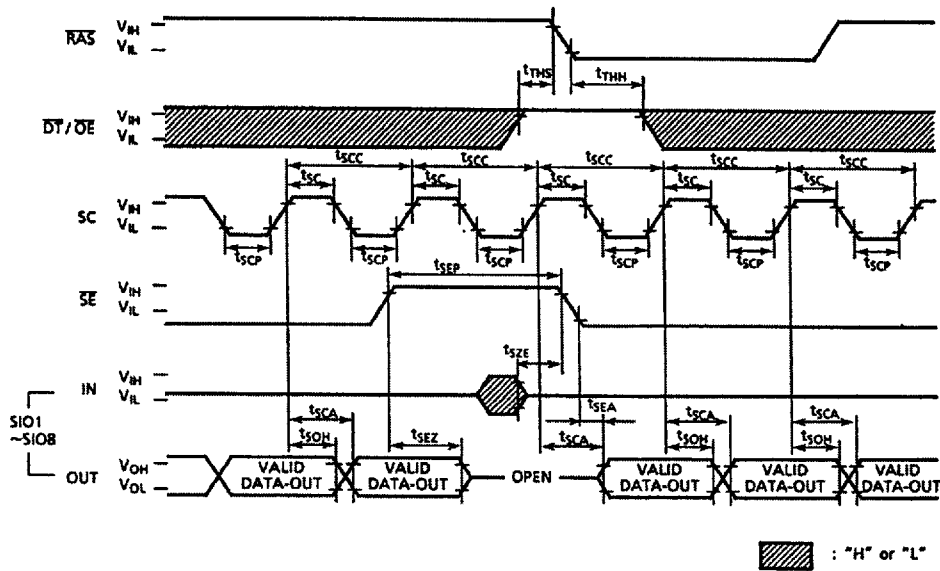 RAS VIH
VIL
tTHS tTHH
DT/OE VIH
VIL
tSCC tSCC tSCC tSCC tSCC
tSC tSC tSC tSC tSC
SC VIH
VIL
tSCP tSCP tSCP tSCP tSCP tSCP
tSEP
SE VIH
VIL
tSZE
IN VIH
VIL
tSEA
SIO1
~SIO8
tSCA tSCA tSCA tSCA
tSOH tSEZ tSOH tSOH
OUT VOH
VOL
VALID
DATA-OUT
VALID
DATA-OUT
OPEN
VALID
DATA-OUT
VALID
DATA-OUT
VALID
DATA-OUT
: "H" or "L"